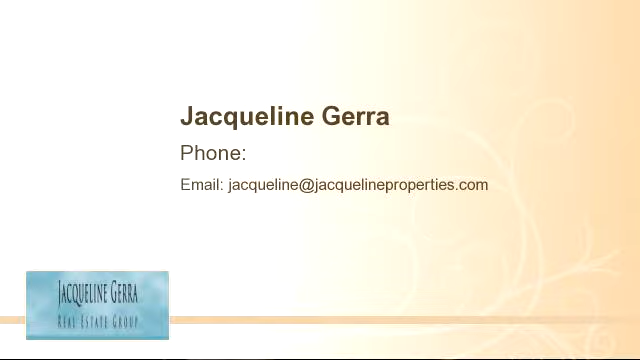 Jacqueline Gerra
Phone:
Email: jacqueline@jacquelineproperties.com
JACQUELINE GERRA
REAL ESTATE GROUP